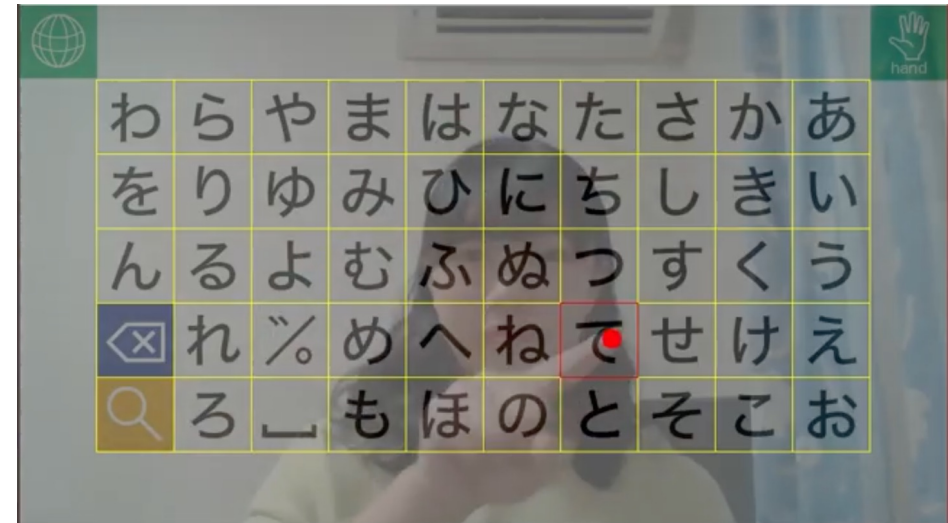 hand
わ ら や ま は な た さ か あ
を り ゆ み ひ に ち し き い
ん る よ む ふ ぬ つ す く う
れ ゛゜ め へ ね て せ け え
ろ ␣ も ほ の と そ こ お